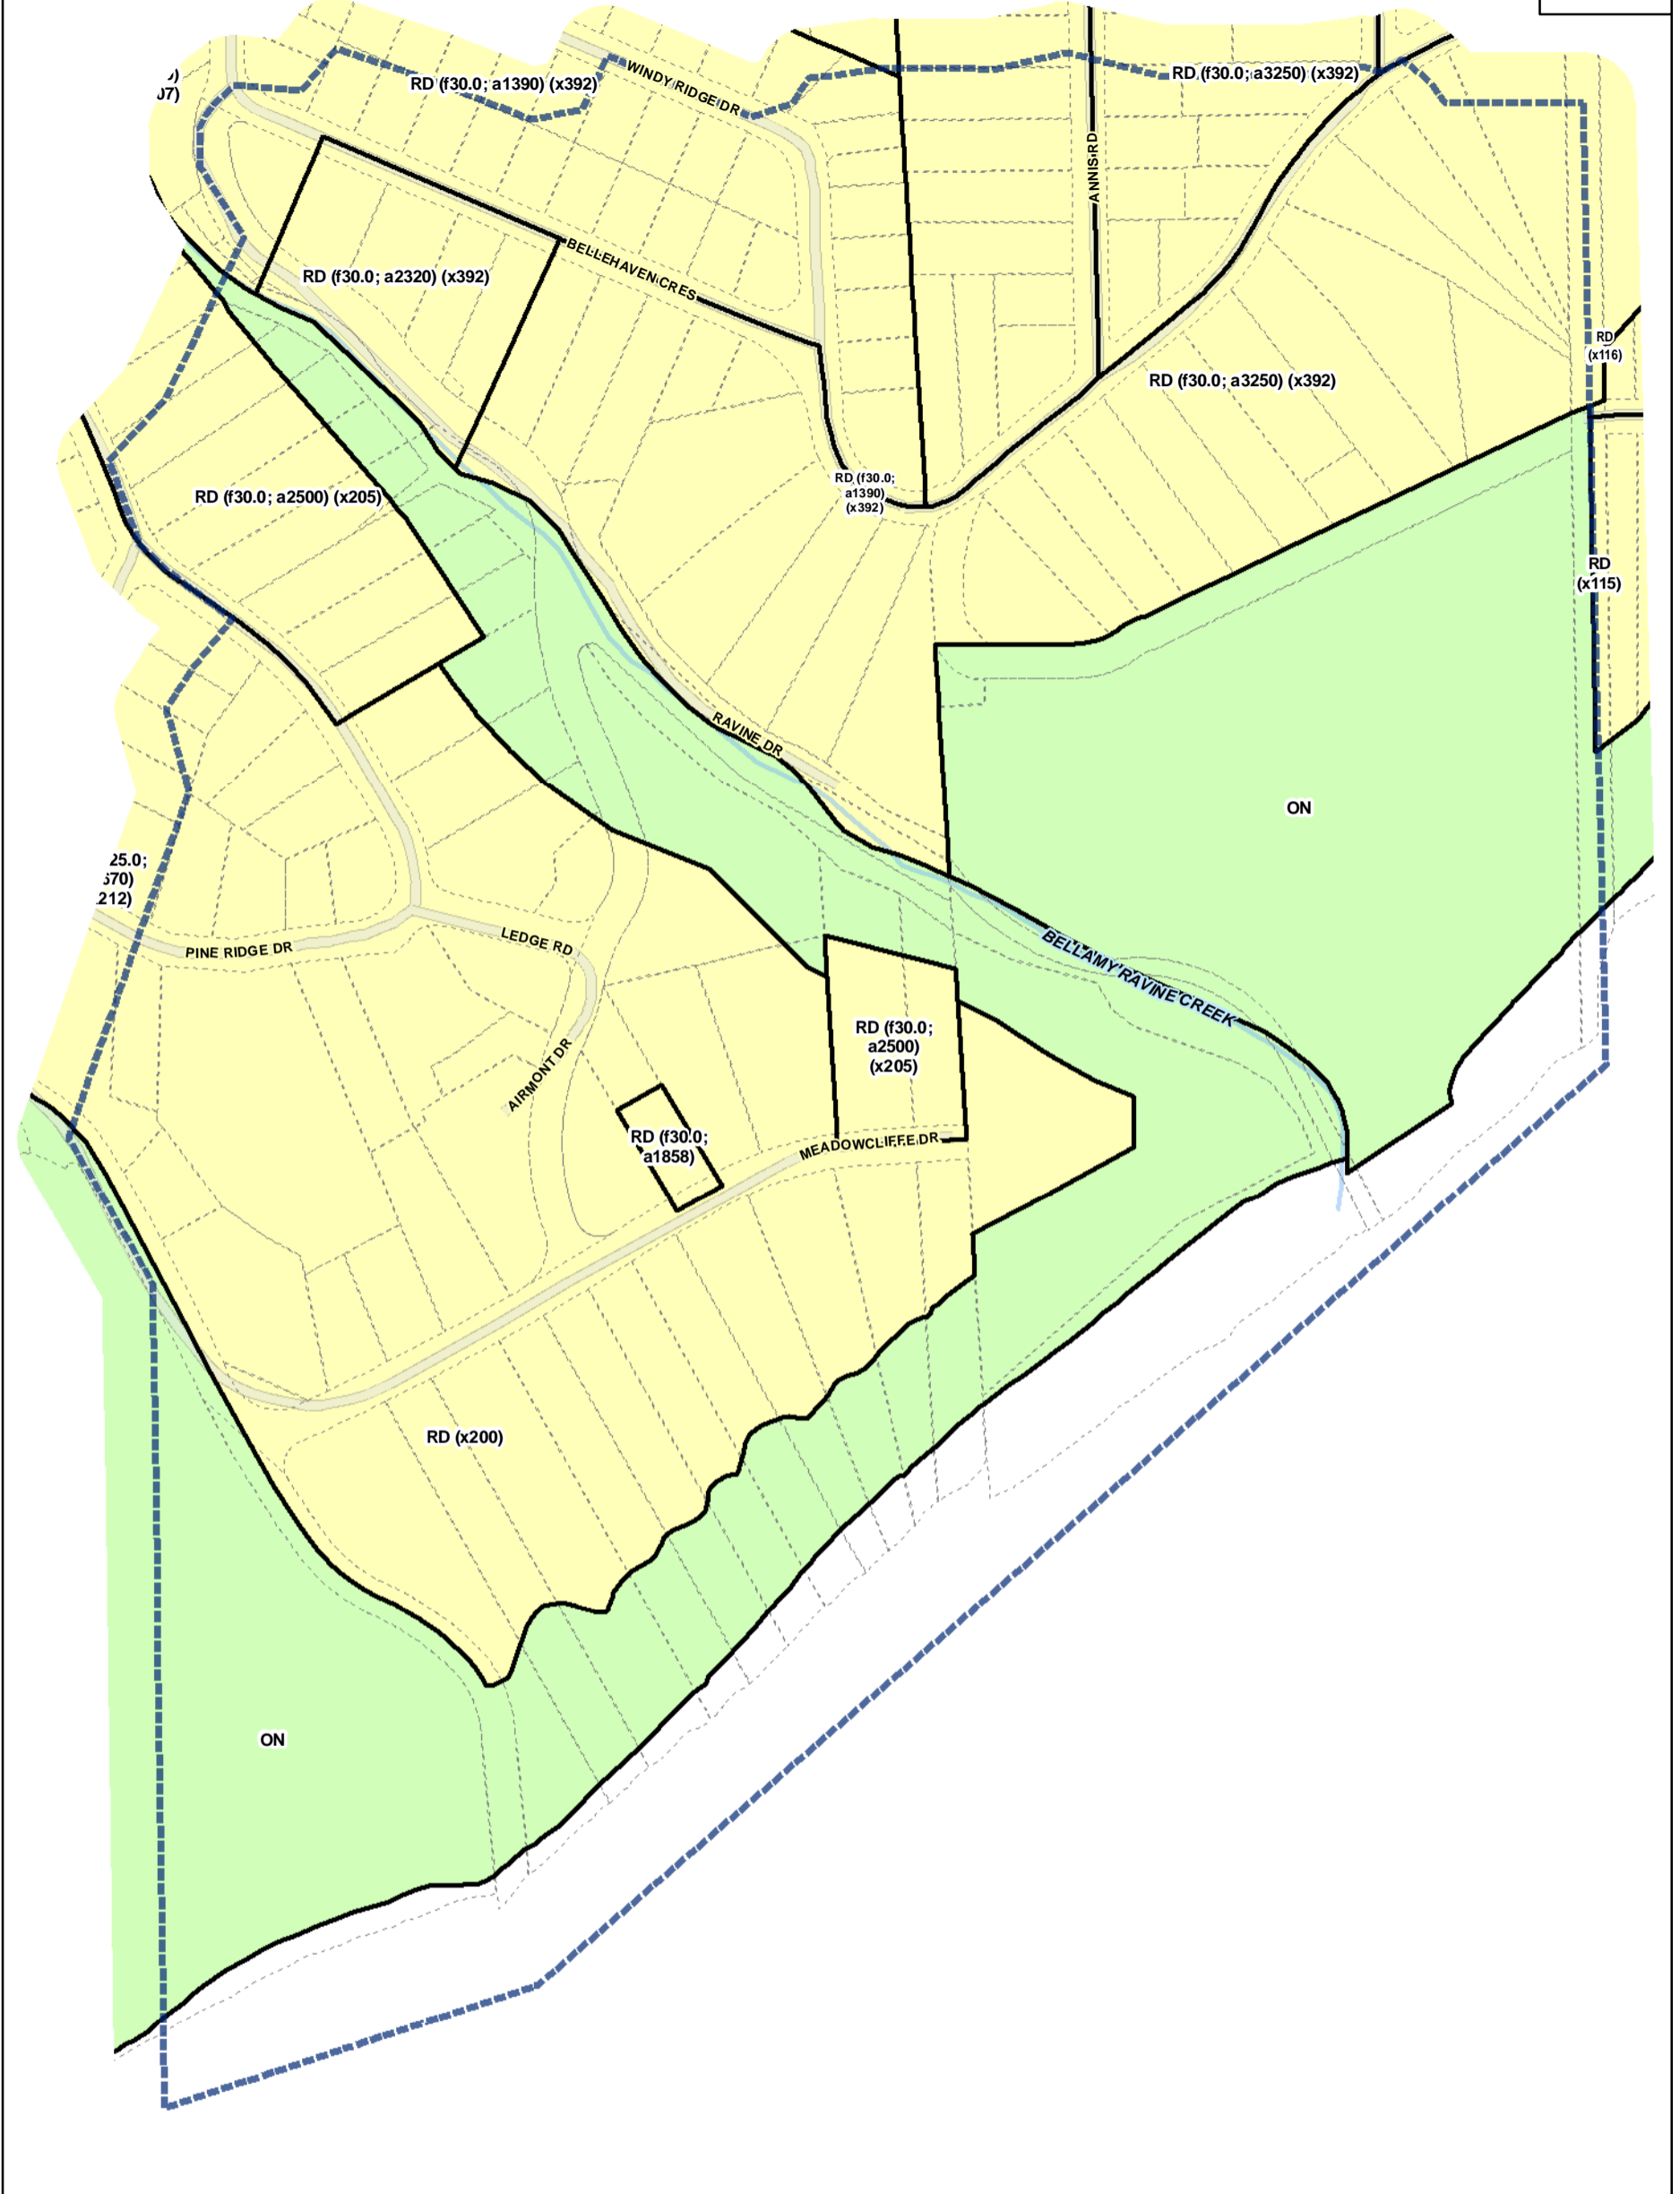 RD (f30.0; a1390) (x392)
WINDY RIDGE DR
RD (f30.0; a3250) (x392)
07)
ANNIS RD
BELLEHAVEN CRES
RD (f30.0; a2320) (x392)
RD
(x116)
RD (f30.0; a3250) (x392)
RD (f30.0; a2500) (x205)
RD (f30.0;
a1390)
(x392)
RD
(x115)
RAVINE DR
ON
25.0;
670)
212)
PINE RIDGE DR
LEDGE RD
BELLAMY RAVINE CREEK
RD (f30.0;
a2500)
(x205)
AIRMONT DR
RD (f30.0;
a1858)
MEADOWCLIFFE DR
RD (x200)
ON